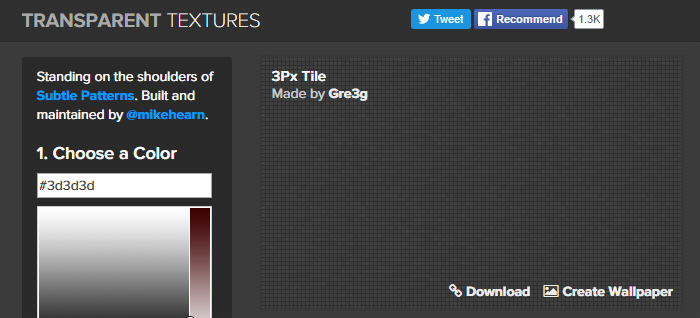 TRANSPARENT TEXTURES
Tweet
Recommend
1.3K
Standing on the shoulders of
Subtle Patterns. Built and
maintained by @mikehearn.
1. Choose a Color
#3d3d3d
3Px Tile
Made by Gre3g
Download
Create Wallpaper